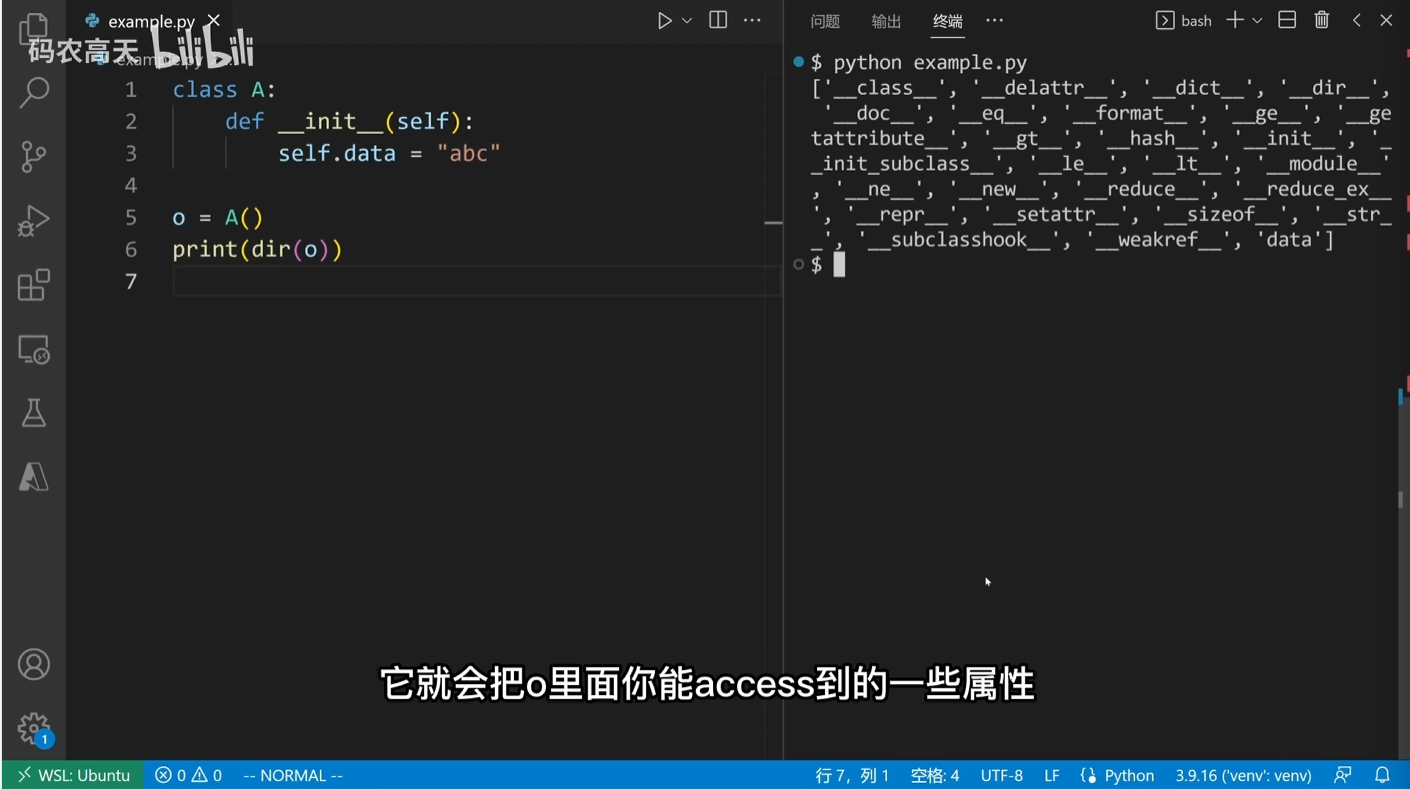 example.py
码农高天 bilibili
example.py
1 class A:
2     def __init__(self):
3         self.data = "abc"
4
5 o = A()
6 print(dir(o))
7
问题 输出 终端 ··· bash
$ python example.py
['__class__', '__delattr__', '__dict__', '__dir__',
 '__doc__', '__eq__', '__format__', '__ge__', '__ge
tattribute__', '__gt__', '__hash__', '__init__', '_
_init_subclass__', '__le__', '__lt__', '__module__'
, '__ne__', '__new__', '__reduce__', '__reduce_ex__
', '__repr__', '__setattr__', '__sizeof__', '__str_
_', '__subclasshook__', '__weakref__', 'data']
$
它就会把o里面你能access到的一些属性
1
WSL: Ubuntu 0 0 -- NORMAL -- 行 7，列 1 空格: 4 UTF-8 LF Python 3.9.16 ('venv': venv)